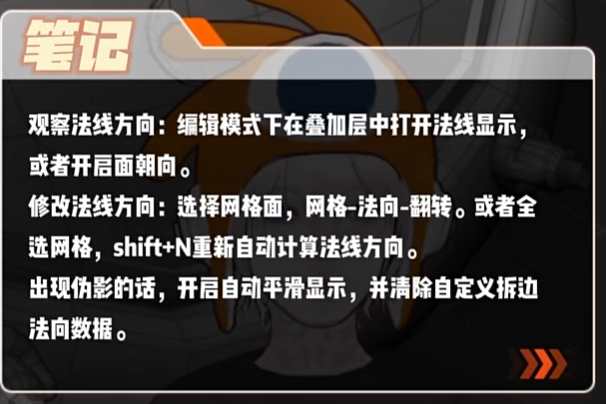 笔记
观察法线方向：编辑模式下在叠加层中打开法线显示，
或者开启面朝向。
修改法线方向：选择网格面，网格-法向-翻转。或者全
选网格，shift+N重新自动计算法线方向。
出现伪影的话，开启自动平滑显示，并清除自定义拆边
法向数据。